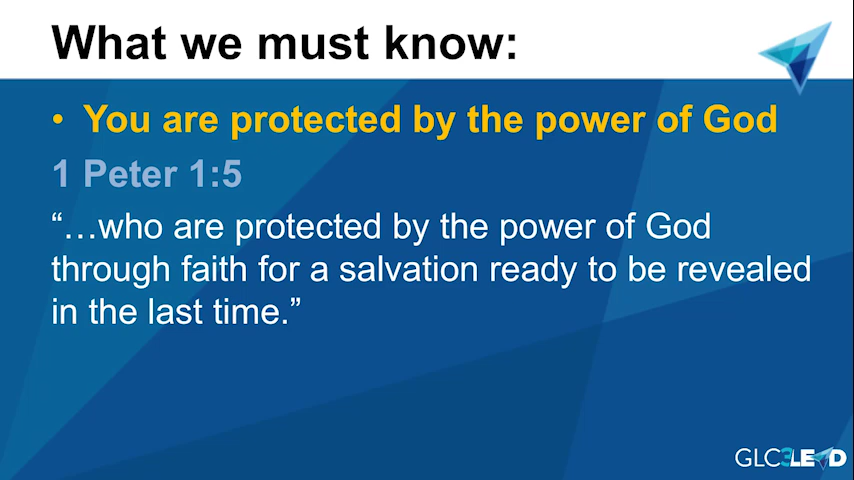 What we must know:
• You are protected by the power of God
1 Peter 1:5
“…who are protected by the power of God
through faith for a salvation ready to be revealed
in the last time.”
GLC3LEAD